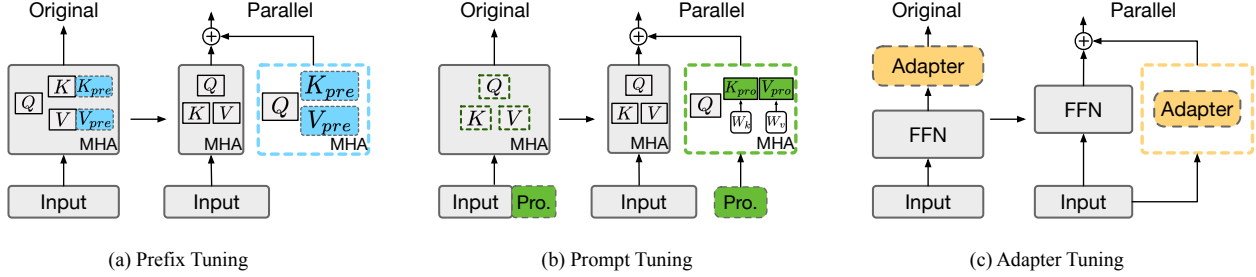 Original Parallel
Q K K_pre V V_pre MHA
Input
+
Q K V MHA
Input
Q K_pre V_pre MHA
(a) Prefix Tuning
Original Parallel
Q K V MHA
Input Pro.
+
Q K V MHA
Input
Q K_pro V_pro W_k W_v MHA
Pro.
(b) Prompt Tuning
Original Parallel
Adapter
FFN
Input
+
FFN
Input
Adapter
(c) Adapter Tuning